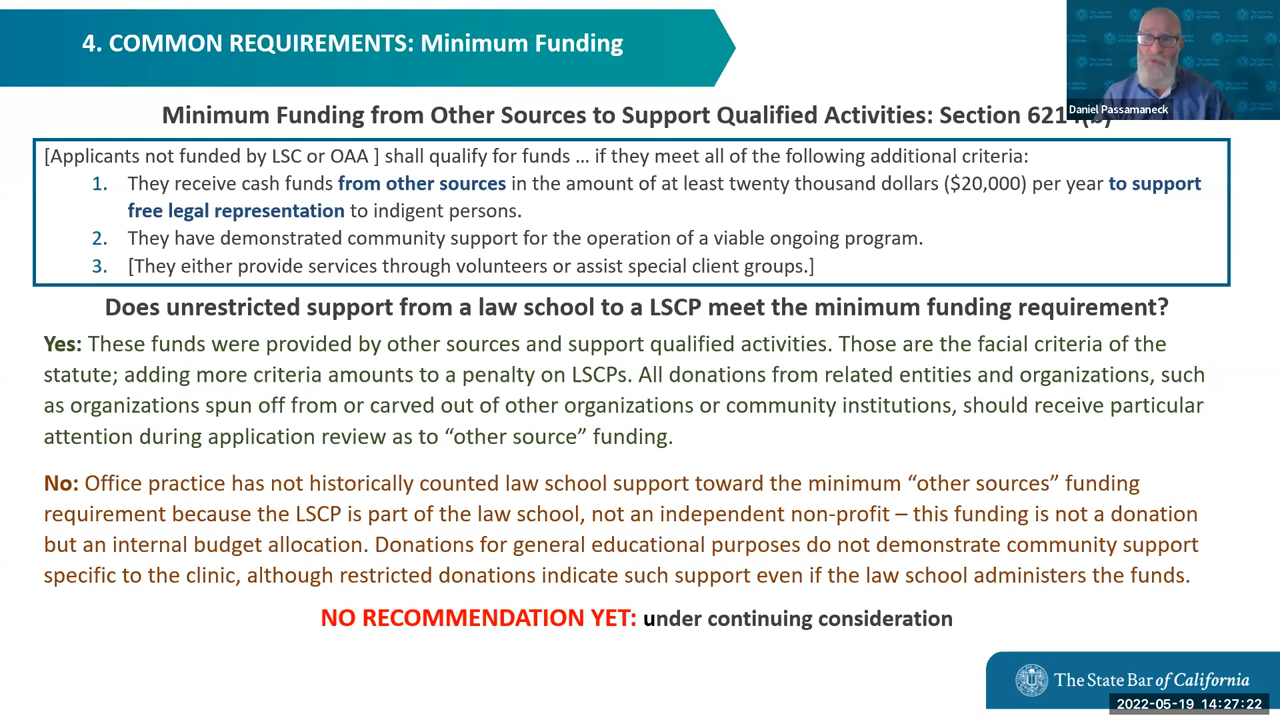 4. COMMON REQUIREMENTS: Minimum Funding
Daniel Passamaneck
Minimum Funding from Other Sources to Support Qualified Activities: Section
[Applicants not funded by LSC or OAA ] shall qualify for funds … if they meet all of the following additional criteria:
1. They receive cash funds from other sources in the amount of at least twenty thousand dollars ($20,000) per year to support
free legal representation to indigent persons.
2. They have demonstrated community support for the operation of a viable ongoing program.
3. [They either provide services through volunteers or assist special client groups.]
Does unrestricted support from a law school to a LSCP meet the minimum funding requirement?
Yes: These funds were provided by other sources and support qualified activities. Those are the facial criteria of the
statute; adding more criteria amounts to a penalty on LSCPs. All donations from related entities and organizations, such
as organizations spun off from or carved out of other organizations or community institutions, should receive particular
attention during application review as to “other source” funding.
No: Office practice has not historically counted law school support toward the minimum “other sources” funding
requirement because the LSCP is part of the law school, not an independent non-profit – this funding is not a donation
but an internal budget allocation. Donations for general educational purposes do not demonstrate community support
specific to the clinic, although restricted donations indicate such support even if the law school administers the funds.
NO RECOMMENDATION YET: under continuing consideration
The State Bar of California
2022-05-19 14:27:22